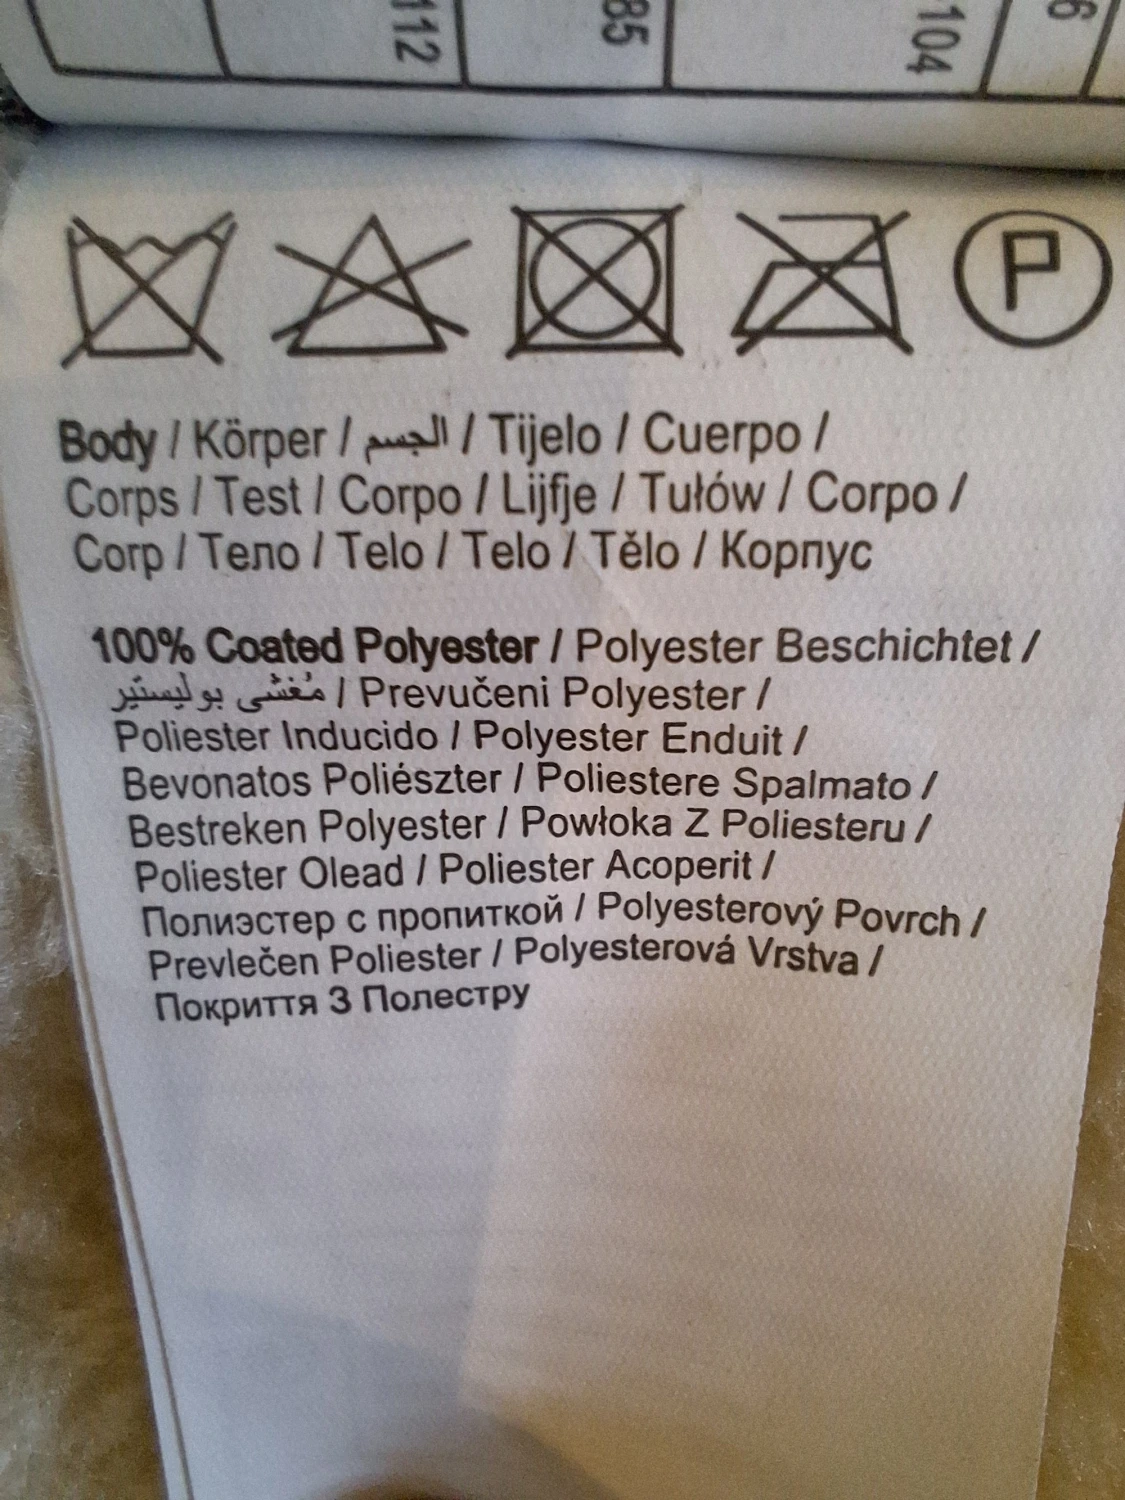 112 85 104 6
P
Body / Körper / الجسم / Tijelo / Cuerpo /
Corps / Test / Corpo / Lijfje / Tułów / Corpo /
Corp / Тело / Telo / Telo / Tělo / Корпус
100% Coated Polyester / Polyester Beschichtet /
مُغشى بوليستير / Prevučeni Polyester /
Poliester Inducido / Polyester Enduit /
Bevonatos Poliészter / Poliestere Spalmato /
Bestreken Polyester / Powłoka Z Poliesteru /
Poliester Olead / Poliester Acoperit /
Полиэстер с пропиткой / Polyesterový Povrch /
Prevlečen Poliester / Polyesterová Vrstva /
Покриття З Полестру